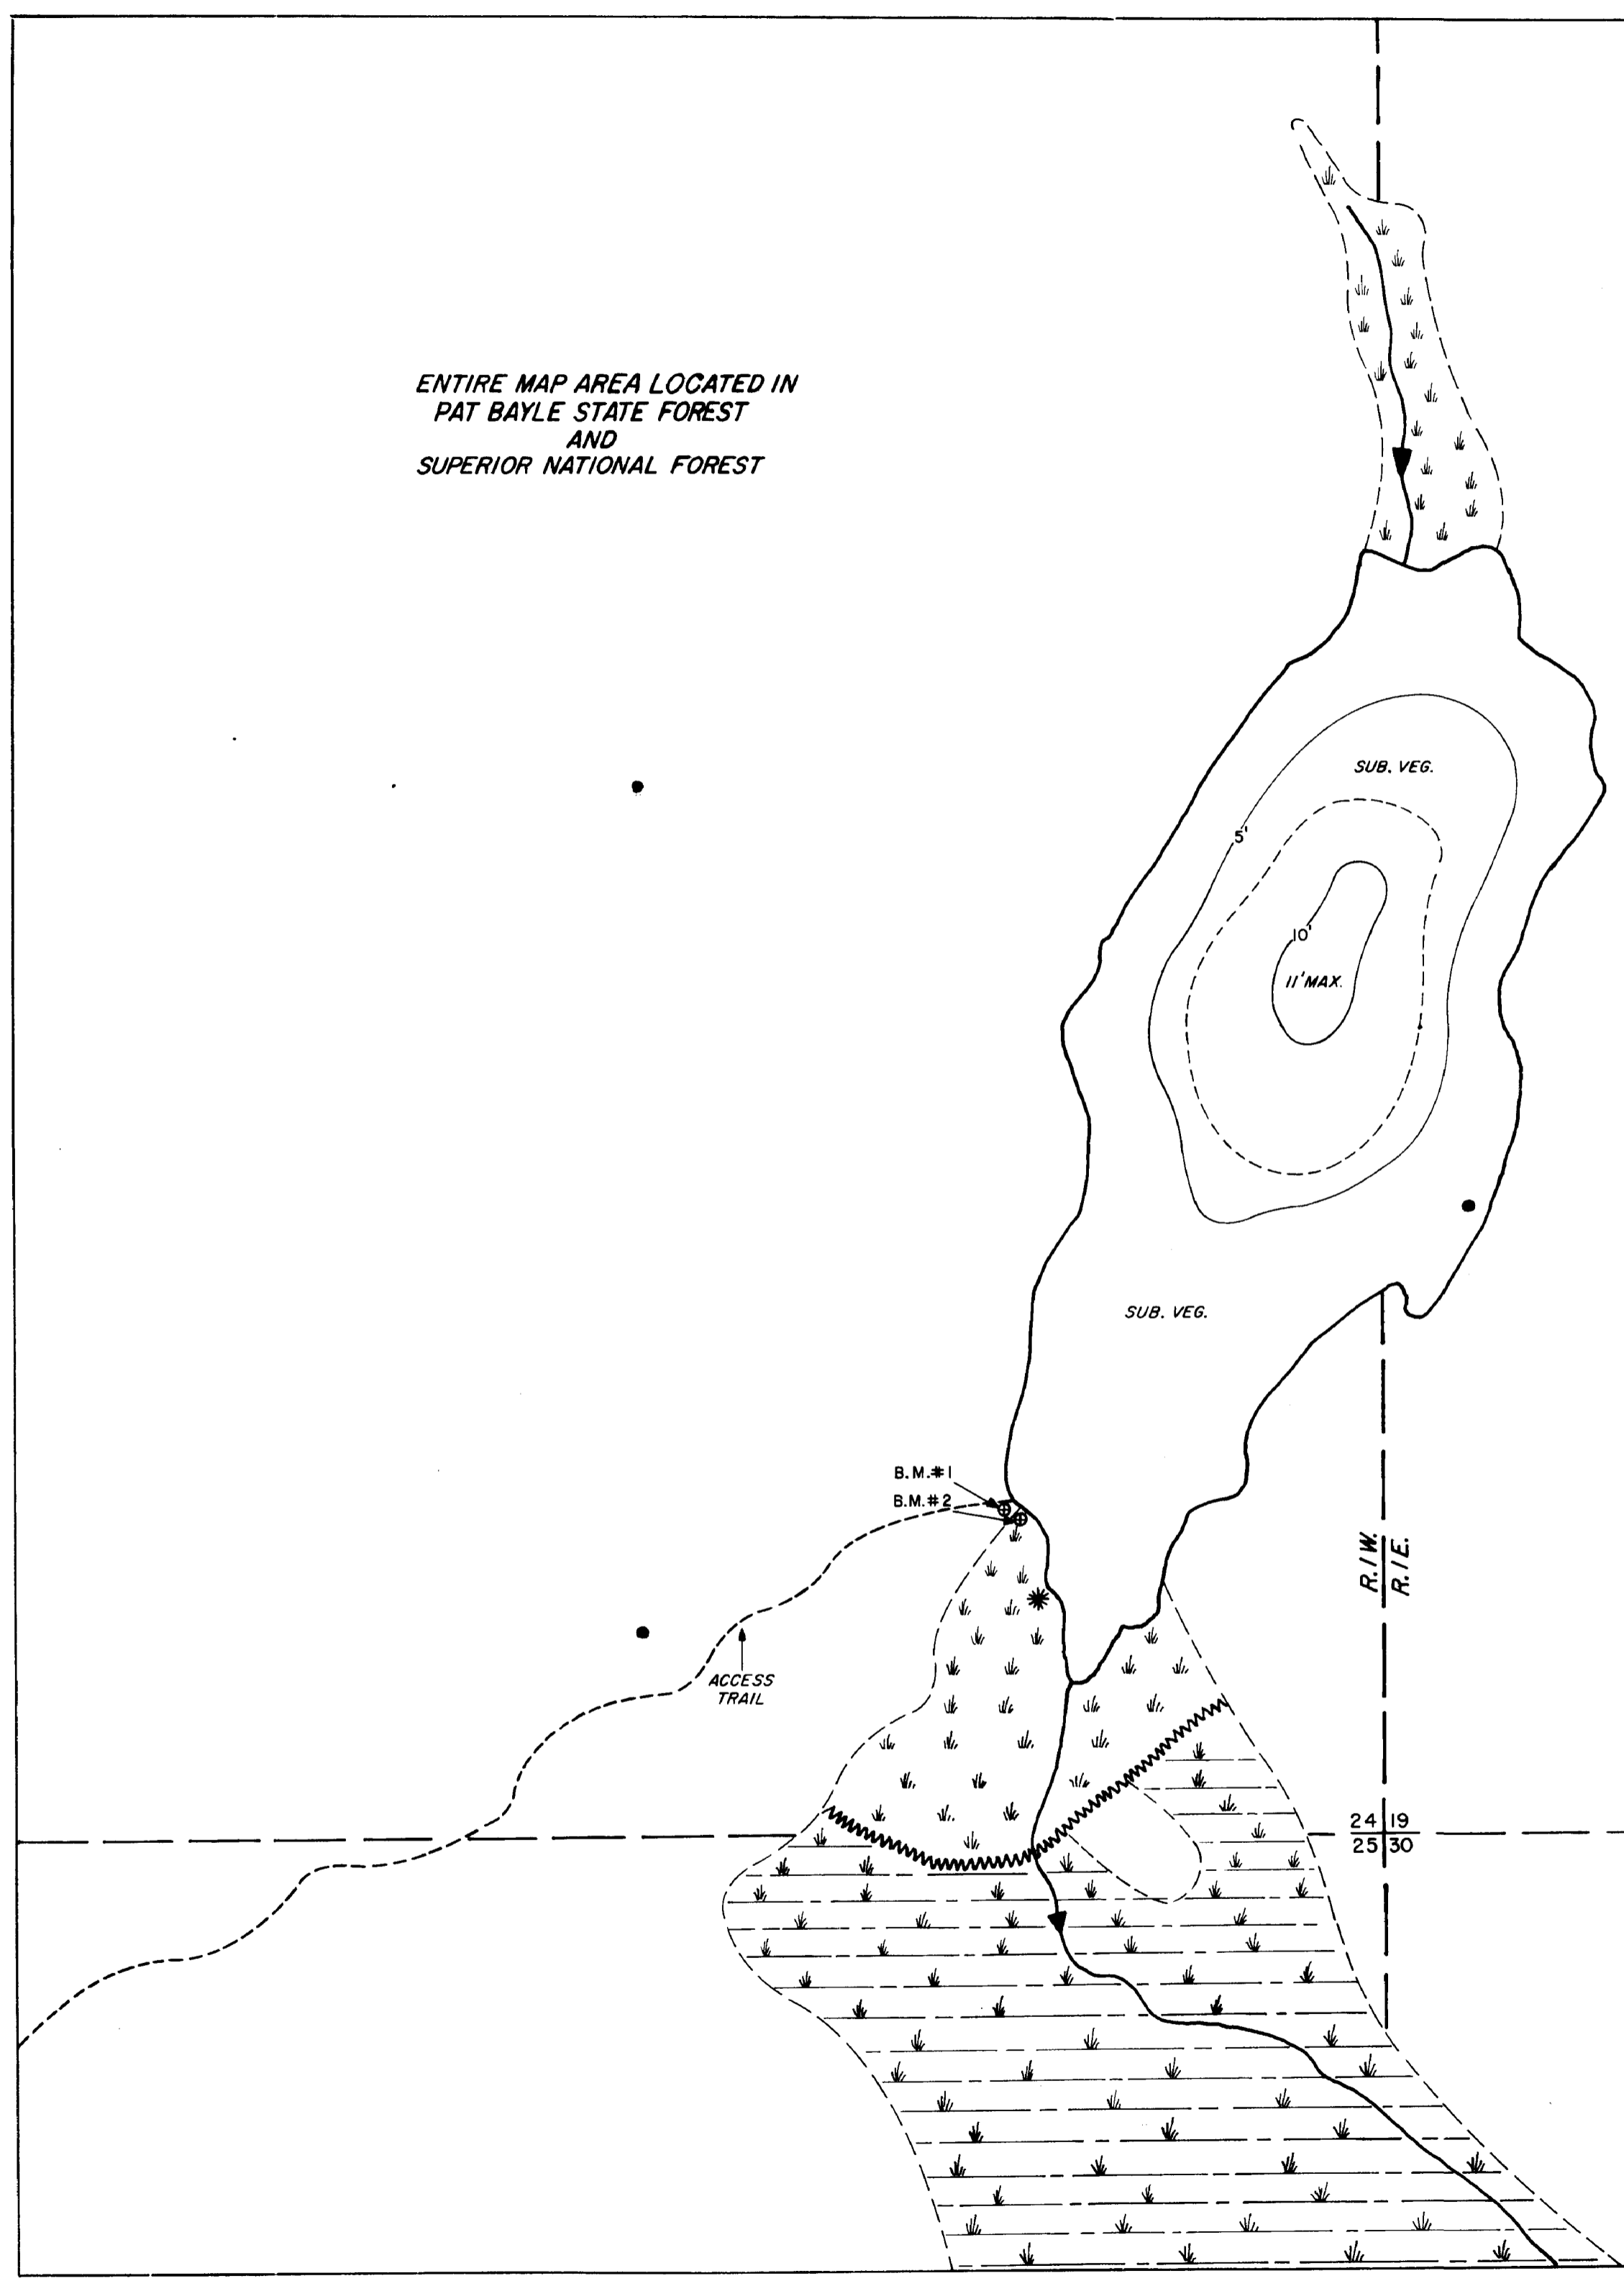 ENTIRE MAP AREA LOCATED IN
PAT BAYLE STATE FOREST
AND
SUPERIOR NATIONAL FOREST
SUB. VEG.
5'
10'
11' MAX.
SUB. VEG.
B.M.#1
B.M.#2
R.1W.
R.1E.
ACCESS
TRAIL
24 19
25 30